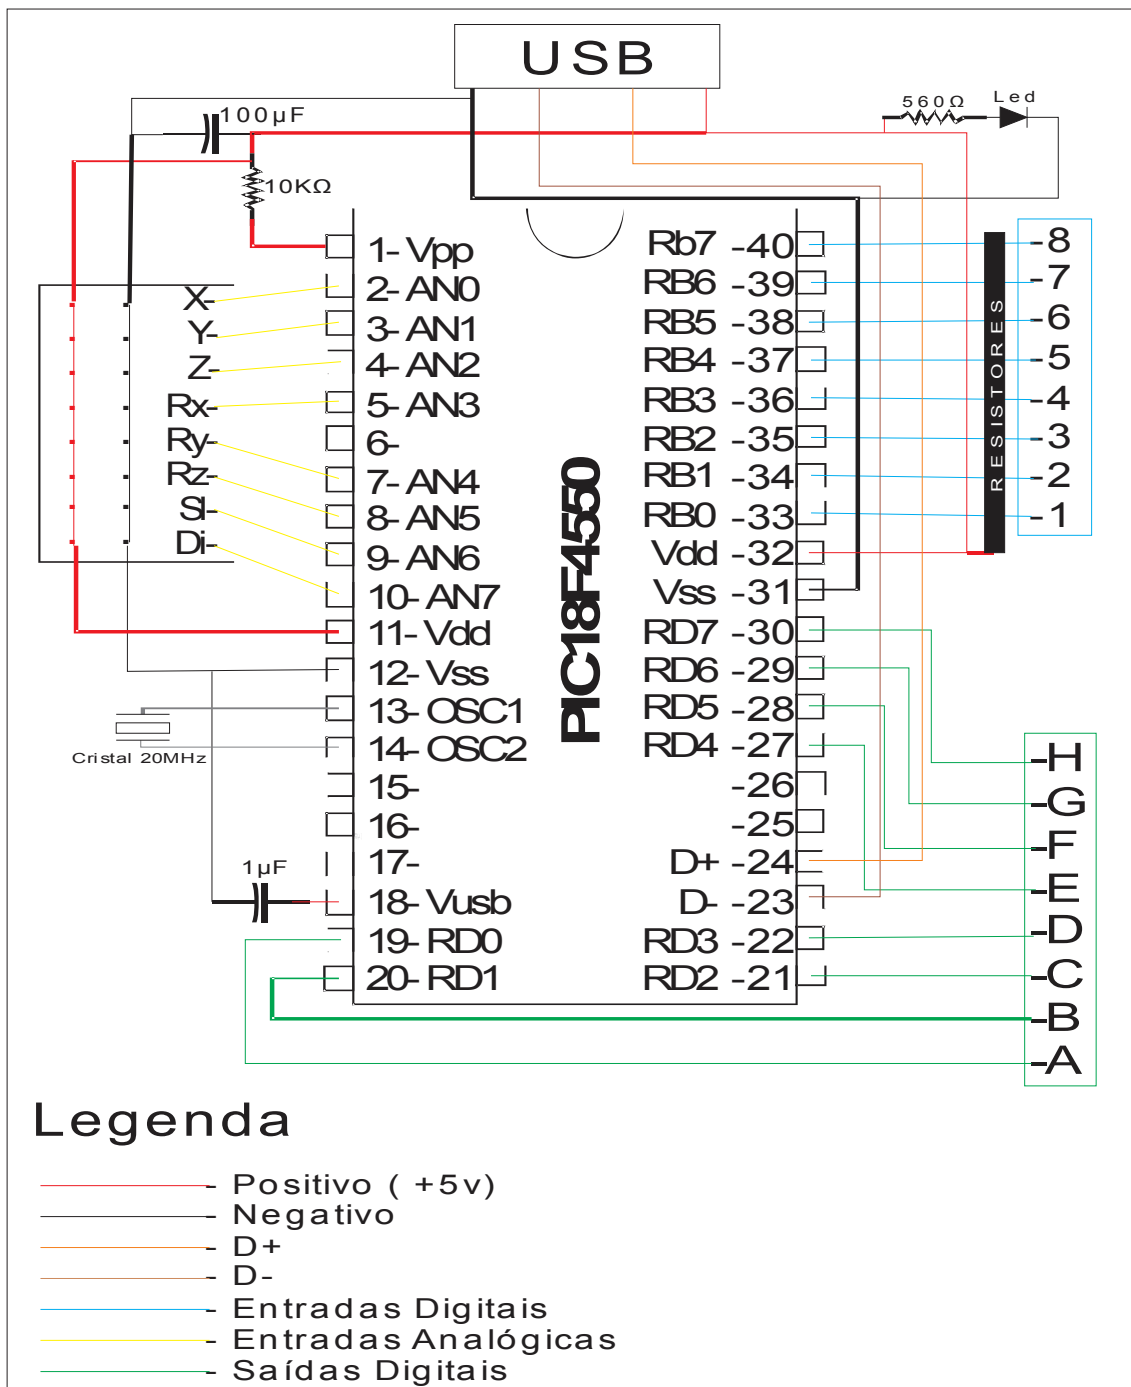 USB
100µF
560Ω
Led
10KΩ
1- Vpp
2- AN0
3- AN1
4- AN2
5- AN3
6-
7- AN4
8- AN5
9- AN6
10- AN7
11- Vdd
12- Vss
13- OSC1
14- OSC2
15-
16-
17-
18- Vusb
19- RD0
20- RD1
X-
Y-
Z-
Rx-
Ry-
Rz-
Sl-
Di-
Cristal 20MHz
1µF
PIC18F4550
Rb7 -40
RB6 -39
RB5 -38
RB4 -37
RB3 -36
RB2 -35
RB1 -34
RB0 -33
Vdd -32
Vss -31
RD7 -30
RD6 -29
RD5 -28
RD4 -27
-26
-25
D+ -24
D- -23
RD3 -22
RD2 -21
RESISTORES
-8
-7
-6
-5
-4
-3
-2
-1
-H
-G
-F
-E
-D
-C
-B
-A
Legenda
- Positivo ( +5v)
- Negativo
- D+
- D-
- Entradas Digitais
- Entradas Analógicas
- Saídas Digitais